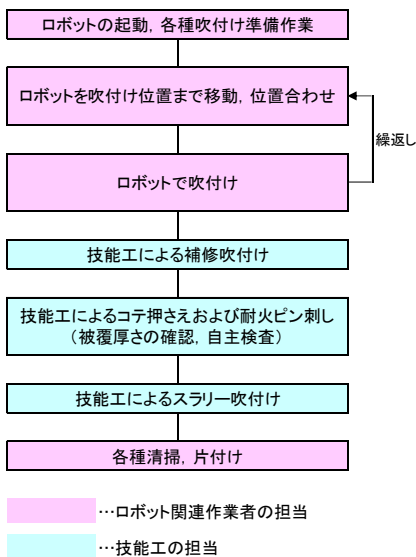 ロボットの起動，各種吹付け準備作業
ロボットを吹付け位置まで移動，位置合わせ
繰返し
ロボットで吹付け
技能工による補修吹付け
技能工によるコテ押さえおよび耐火ピン刺し
（被覆厚さの確認，自主検査）
技能工によるスラリー吹付け
各種清掃，片付け
…ロボット関連作業者の担当
…技能工の担当